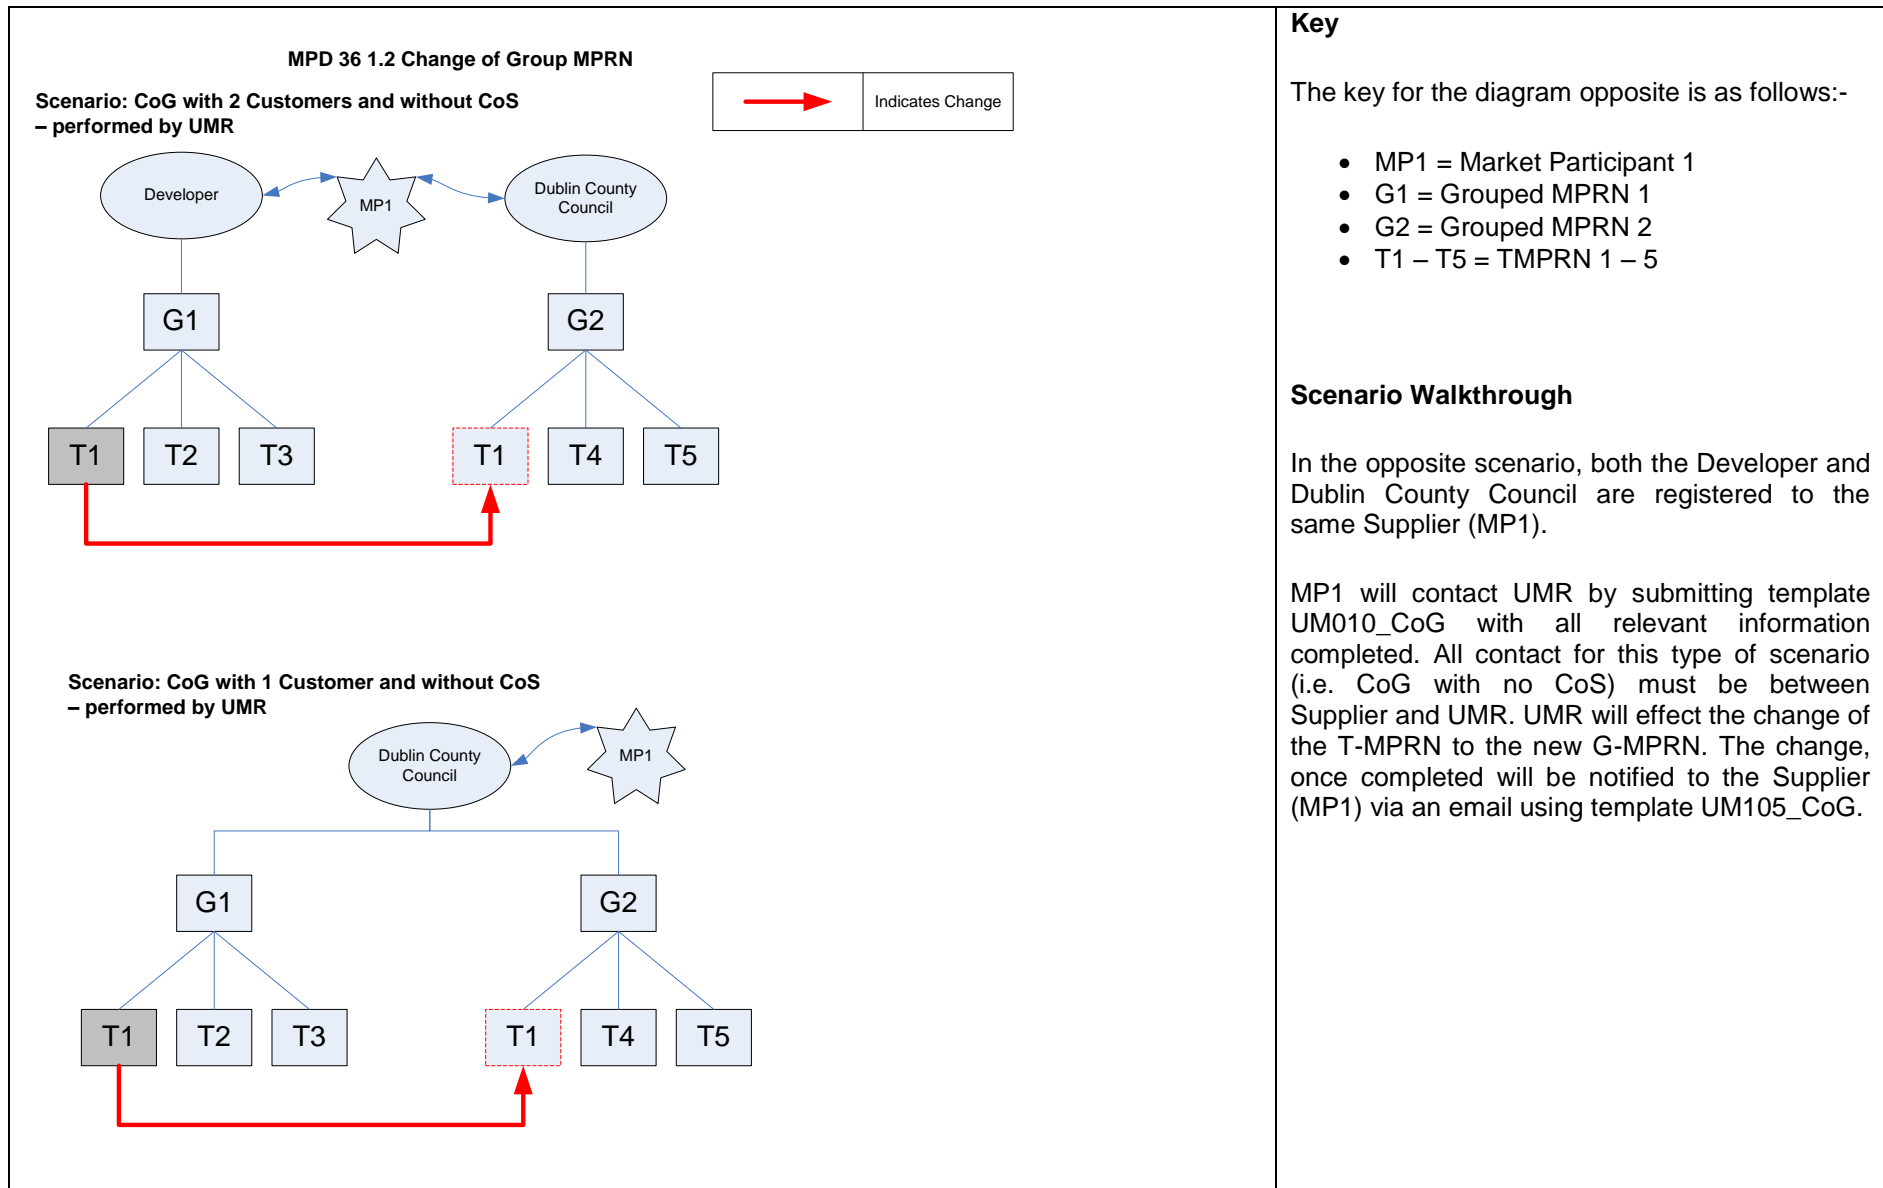 MPD 36 1.2 Change of Group MPRN
Indicates Change
Scenario: CoG with 2 Customers and without CoS
– performed by UMR
Developer
MP1
Dublin County
Council
G1
G2
T1
T2
T3
T1
T4
T5
Scenario: CoG with 1 Customer and without CoS
– performed by UMR
Dublin County
Council
MP1
G1
G2
T1
T2
T3
T1
T4
T5
Key
The key for the diagram opposite is as follows:-
• MP1 = Market Participant 1
• G1 = Grouped MPRN 1
• G2 = Grouped MPRN 2
• T1 – T5 = TMPRN 1 – 5
Scenario Walkthrough
In the opposite scenario, both the Developer and
Dublin County Council are registered to the
same Supplier (MP1).
MP1 will contact UMR by submitting template
UM010_CoG with all relevant information
completed. All contact for this type of scenario
(i.e. CoG with no CoS) must be between
Supplier and UMR. UMR will effect the change of
the T-MPRN to the new G-MPRN. The change,
once completed will be notified to the Supplier
(MP1) via an email using template UM105_CoG.